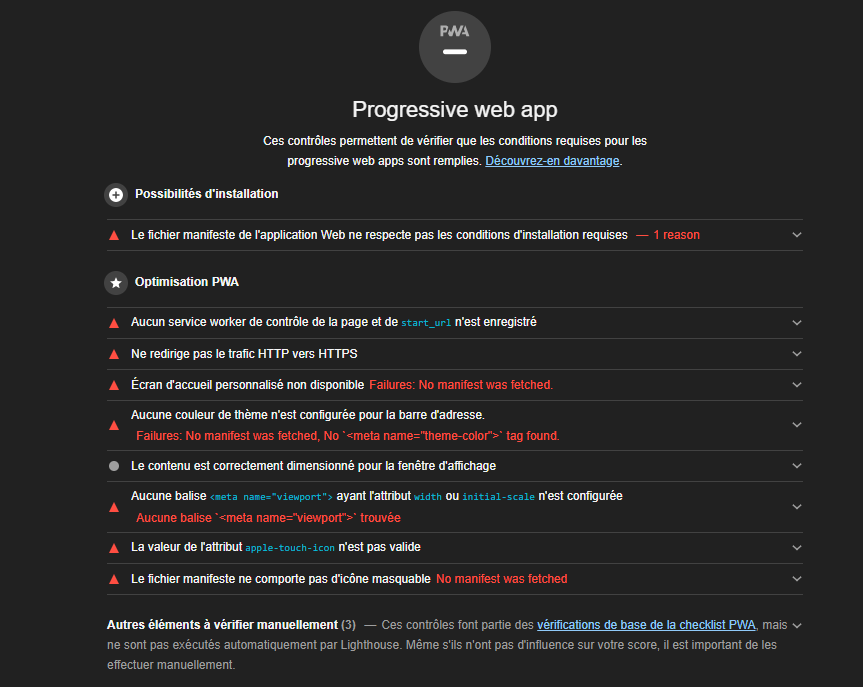 PWA
Progressive web app
Ces contrôles permettent de vérifier que les conditions requises pour les
progressive web apps sont remplies. Découvrez-en davantage.
Possibilités d'installation
Le fichier manifeste de l'application Web ne respecte pas les conditions d'installation requises — 1 reason
Optimisation PWA
Aucun service worker de contrôle de la page et de start_url n'est enregistré
Ne redirige pas le trafic HTTP vers HTTPS
Écran d'accueil personnalisé non disponible Failures: No manifest was fetched.
Aucune couleur de thème n'est configurée pour la barre d'adresse.
Failures: No manifest was fetched, No `<meta name="theme-color">` tag found.
Le contenu est correctement dimensionné pour la fenêtre d'affichage
Aucune balise <meta name="viewport"> ayant l'attribut width ou initial-scale n'est configurée
Aucune balise `<meta name="viewport">` trouvée
La valeur de l'attribut apple-touch-icon n'est pas valide
Le fichier manifeste ne comporte pas d'icône masquable No manifest was fetched
Autres éléments à vérifier manuellement (3) — Ces contrôles font partie des vérifications de base de la checklist PWA, mais
ne sont pas exécutés automatiquement par Lighthouse. Même s'ils n'ont pas d'influence sur votre score, il est important de les
effectuer manuellement.